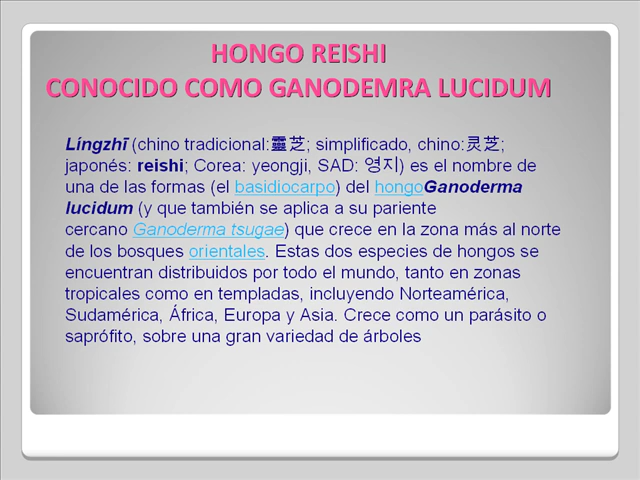 HONGO REISHI
CONOCIDO COMO GANODEMRA LUCIDUM
Língzhī (chino tradicional:靈芝; simplificado, chino:灵芝;
japonés: reishi; Corea: yeongji, SAD: 영지) es el nombre de
una de las formas (el basidiocarpo) del hongoGanoderma
lucidum (y que también se aplica a su pariente
cercano Ganoderma tsugae) que crece en la zona más al norte
de los bosques orientales. Estas dos especies de hongos se
encuentran distribuidos por todo el mundo, tanto en zonas
tropicales como en templadas, incluyendo Norteamérica,
Sudamérica, África, Europa y Asia. Crece como un parásito o
saprófito, sobre una gran variedad de árboles